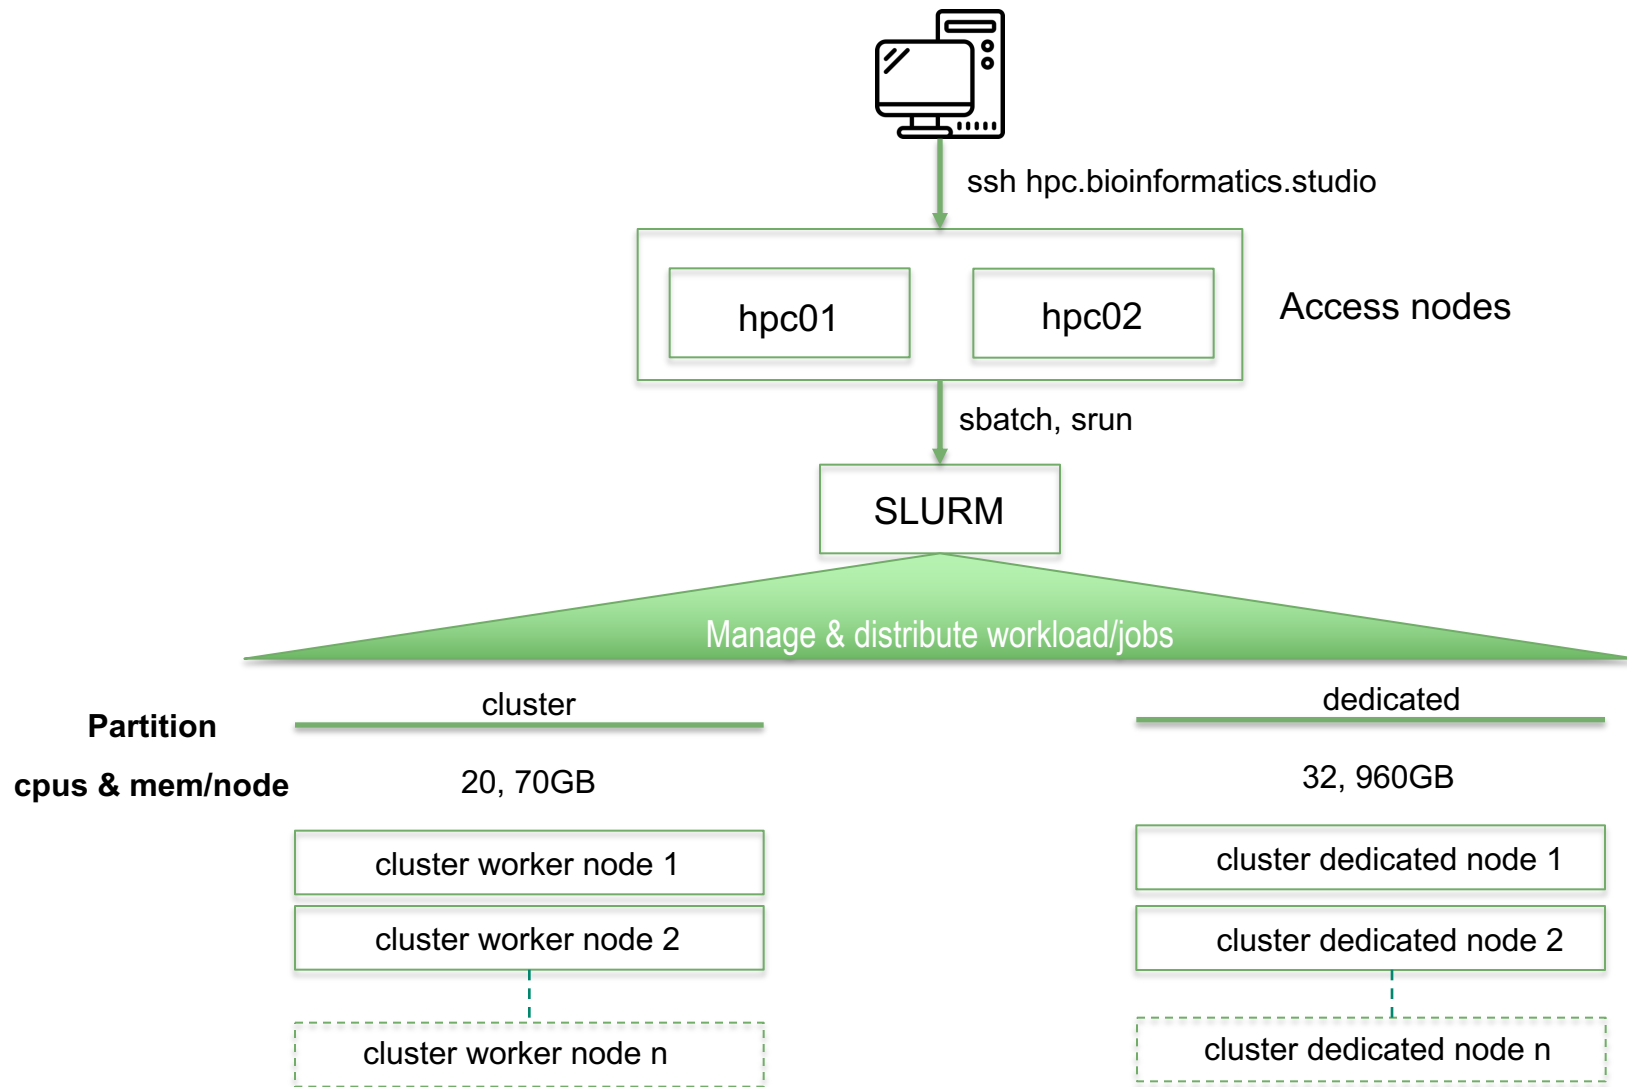 ssh hpc.bioinformatics.studio
hpc01
hpc02
Access nodes
sbatch, srun
SLURM
Manage & distribute workload/jobs
Partition
cluster
dedicated
cpus & mem/node
20, 70GB
32, 960GB
cluster worker node 1
cluster dedicated node 1
cluster worker node 2
cluster dedicated node 2
cluster worker node n
cluster dedicated node n